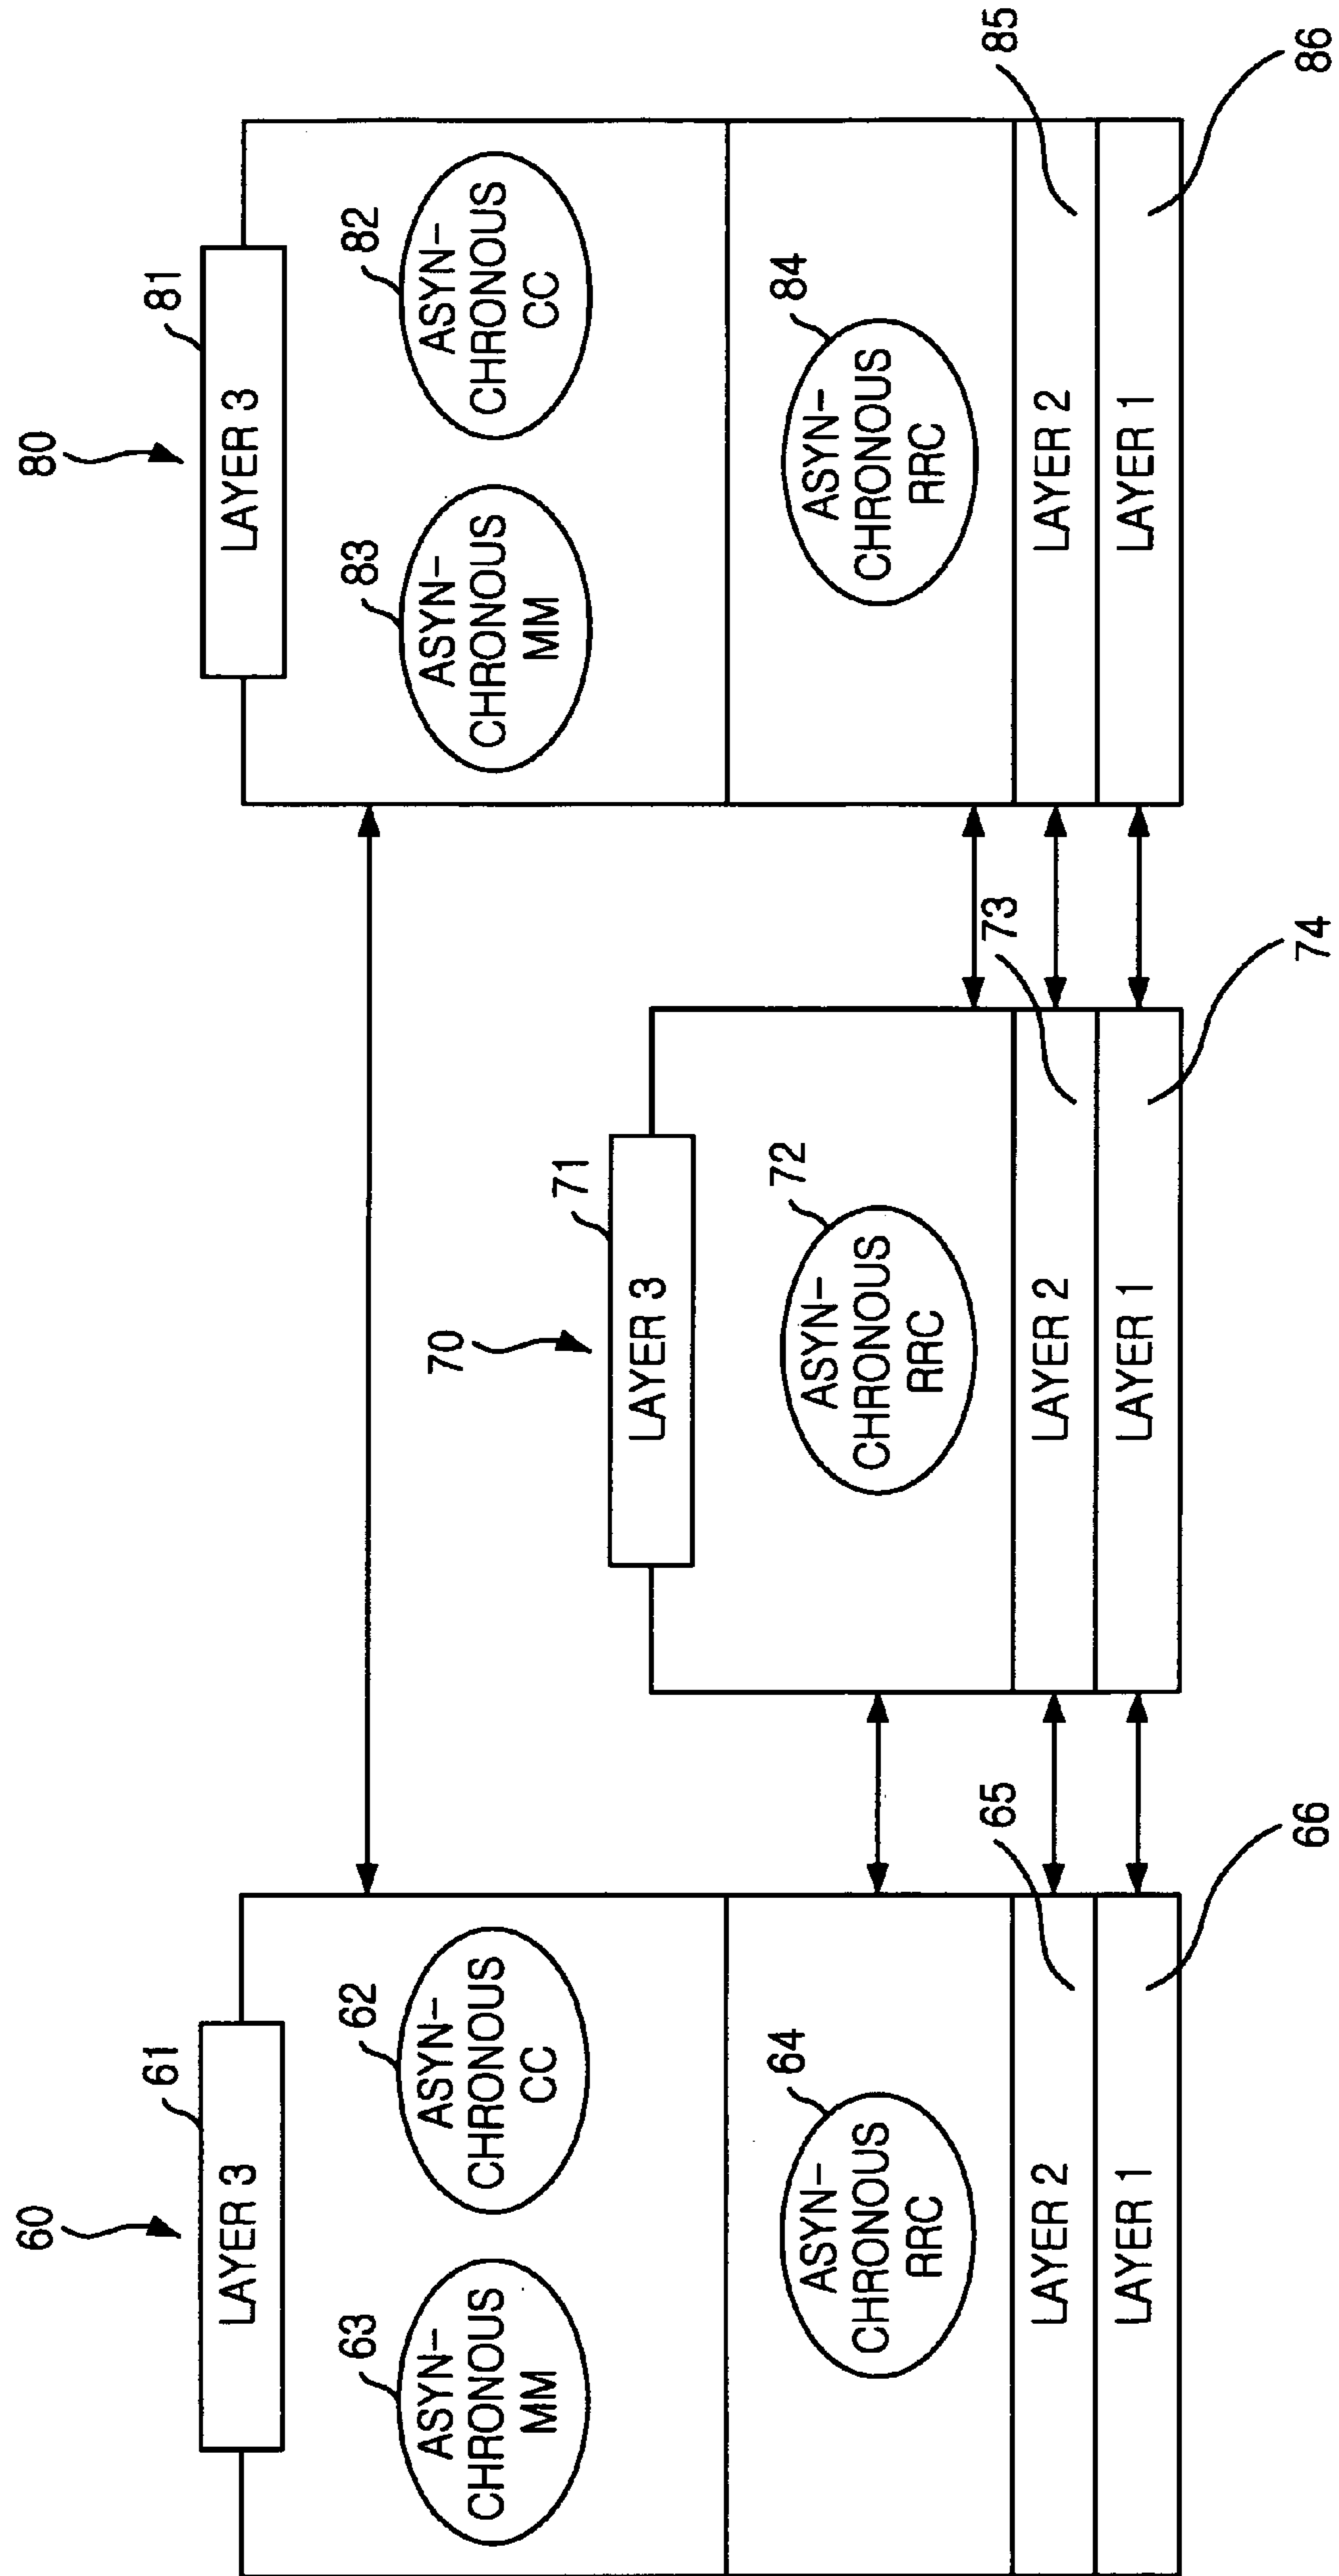 60
61
LAYER 3
63
ASYN-
CHRONOUS
MM
62
ASYN-
CHRONOUS
CC
64
ASYN-
CHRONOUS
RRC
65
LAYER 2
LAYER 1
66
70
71
LAYER 3
72
ASYN-
CHRONOUS
RRC
73
LAYER 2
LAYER 1
74
80
81
LAYER 3
83
ASYN-
CHRONOUS
MM
82
ASYN-
CHRONOUS
CC
84
ASYN-
CHRONOUS
RRC
LAYER 2
85
LAYER 1
86